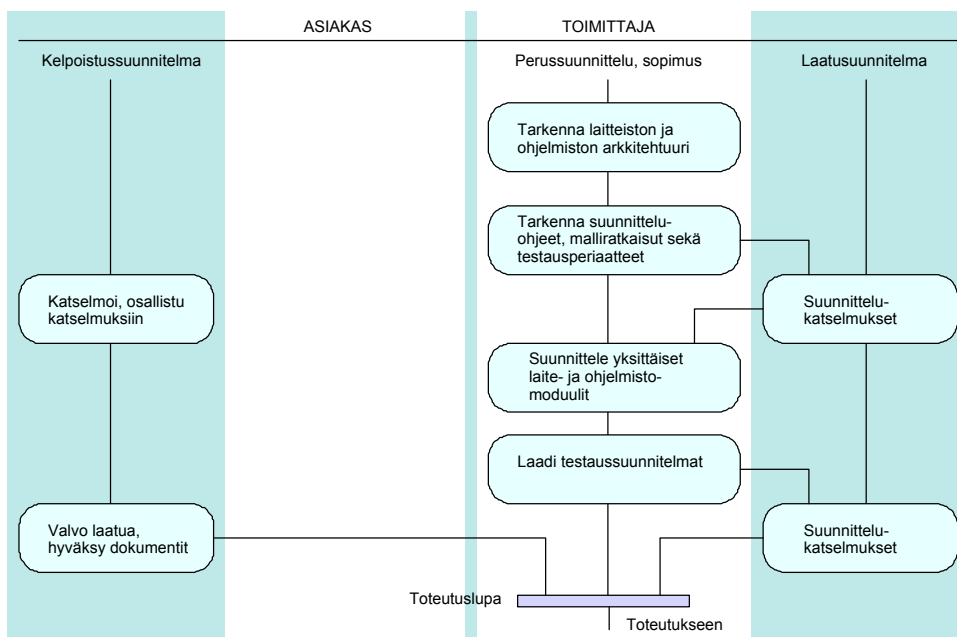 ASIAKAS
TOIMITTAJA
Kelpoistussuunnitelma
Perussuunnittelu, sopimus
Laatusuunnitelma
Tarkenna laitteiston ja
ohjelmiston arkkitehtuuri
Tarkenna suunnittelu-
ohjeet, malliratkaisut sekä
testausperiaatteet
Katselmoi, osallistu
katselmuksiin
Suunnittelu-
katselmukset
Suunnittele yksittäiset
laite- ja ohjelmisto-
moduulit
Laadi testaussuunnitelmat
Valvo laatua,
hyväksy dokumentit
Suunnittelu-
katselmukset
Toteutuslupa
Toteutukseen